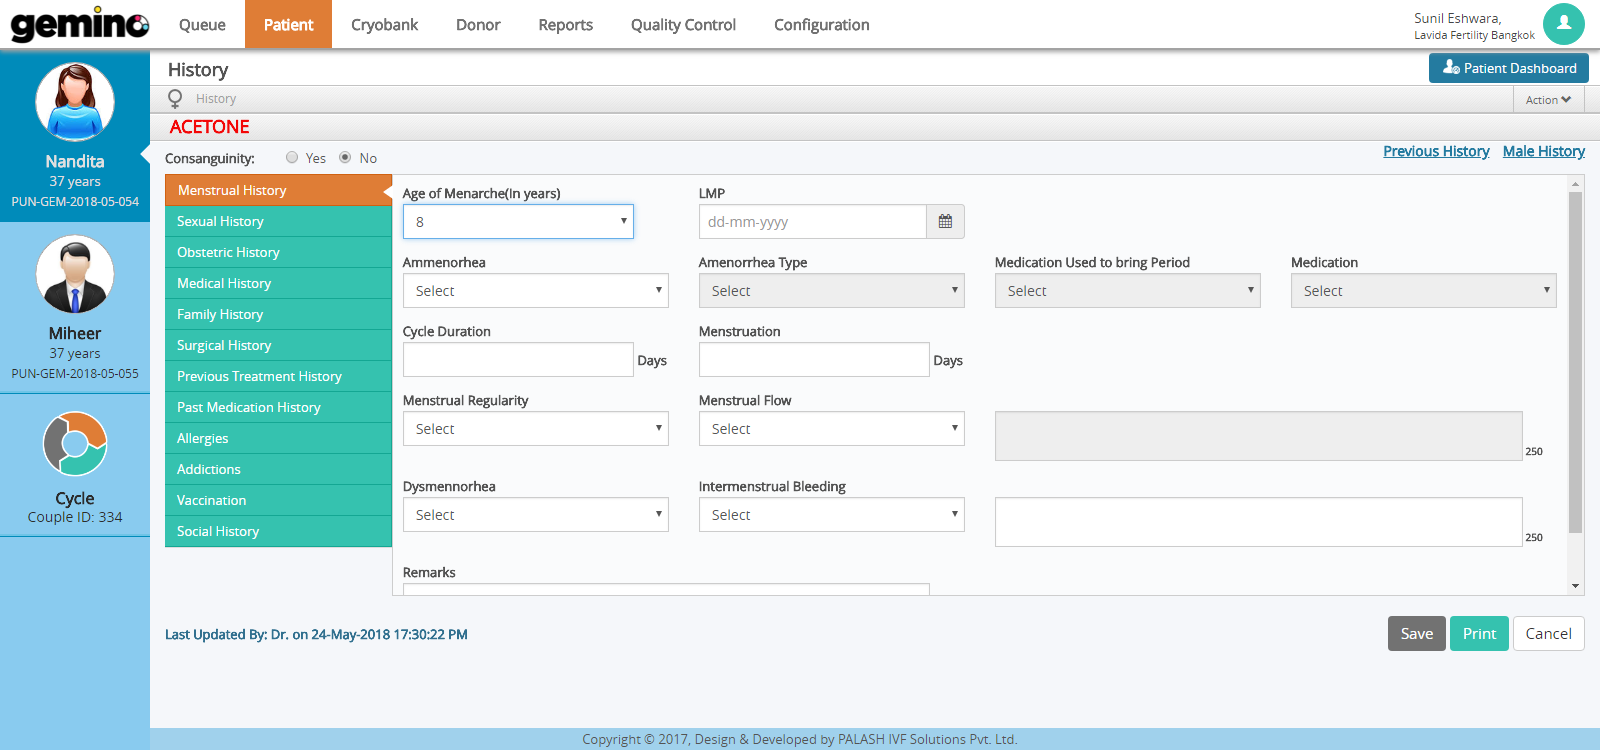 gemino
Queue Patient Cryobank Donor Reports Quality Control Configuration
Sunil Eshwara,
Lavida Fertility Bangkok
Nandita
37 years
PUN-GEM-2018-05-054
Miheer
37 years
PUN-GEM-2018-05-055
Cycle
Couple ID: 334
History
Patient Dashboard
History
Action
ACETONE
Consanguinity: Yes No
Previous History Male History
Menstrual History
Sexual History
Obstetric History
Medical History
Family History
Surgical History
Previous Treatment History
Past Medication History
Allergies
Addictions
Vaccination
Social History
Age of Menarche(In years) LMP
8 dd-mm-yyyy
Ammenorhea Amenorrhea Type Medication Used to bring Period Medication
Select Select Select Select
Cycle Duration Menstruation
Days Days
Menstrual Regularity Menstrual Flow
Select Select
250
Dysmennorhea Intermenstrual Bleeding
Select Select
250
Remarks
Last Updated By: Dr. on 24-May-2018 17:30:22 PM
Save Print Cancel
Copyright © 2017, Design & Developed by PALASH IVF Solutions Pvt. Ltd.